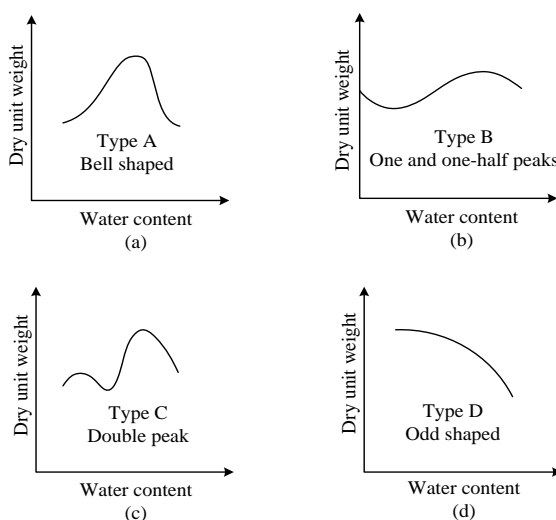 Dry unit weight
Type A
Bell shaped
Water content
(a)
Dry unit weight
Type B
One and one-half peaks
Water content
(b)
Dry unit weight
Type C
Double peak
Water content
(c)
Dry unit weight
Type D
Odd shaped
Water content
(d)